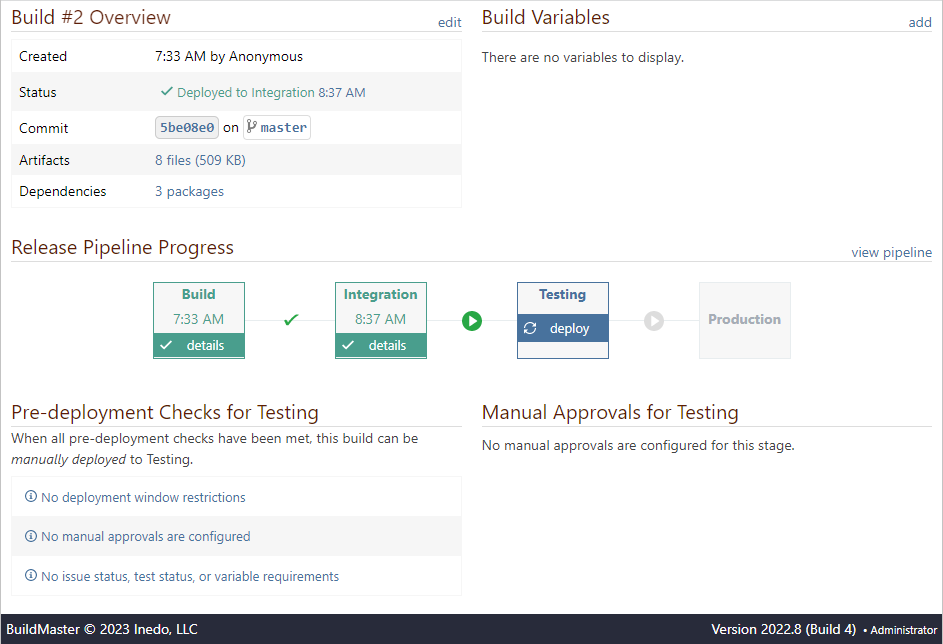 Build #2 Overview
edit
Created 7:33 AM by Anonymous
Status Deployed to Integration 8:37 AM
Commit 5be08e0 on master
Artifacts 8 files (509 KB)
Dependencies 3 packages
Build Variables
add
There are no variables to display.
Release Pipeline Progress
view pipeline
Build
7:33 AM
details
Integration
8:37 AM
details
Testing
deploy
Production
Pre-deployment Checks for Testing
When all pre-deployment checks have been met, this build can be
manually deployed to Testing.
No deployment window restrictions
No manual approvals are configured
No issue status, test status, or variable requirements
Manual Approvals for Testing
No manual approvals are configured for this stage.
BuildMaster © 2023 Inedo, LLC
Version 2022.8 (Build 4) • Administrator